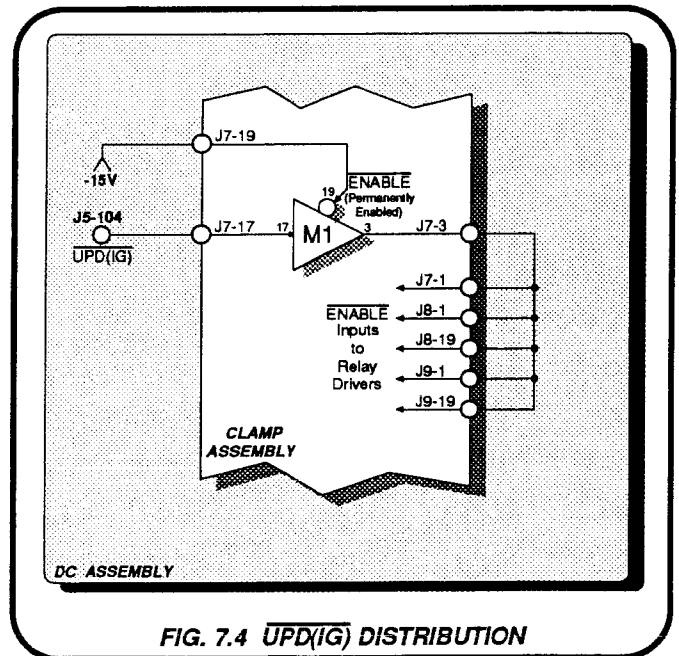 J7-19
-15V
19
ENABLE
(Permanently
Enabled)
J5-104
J7-17
17
M1
3
J7-3
UPD(IG)
J7-1
ENABLE
Inputs
to
Relay
Drivers
J8-1
J8-19
J9-1
J9-19
CLAMP
ASSEMBLY
DC ASSEMBLY
FIG. 7.4 UPD(IG) DISTRIBUTION